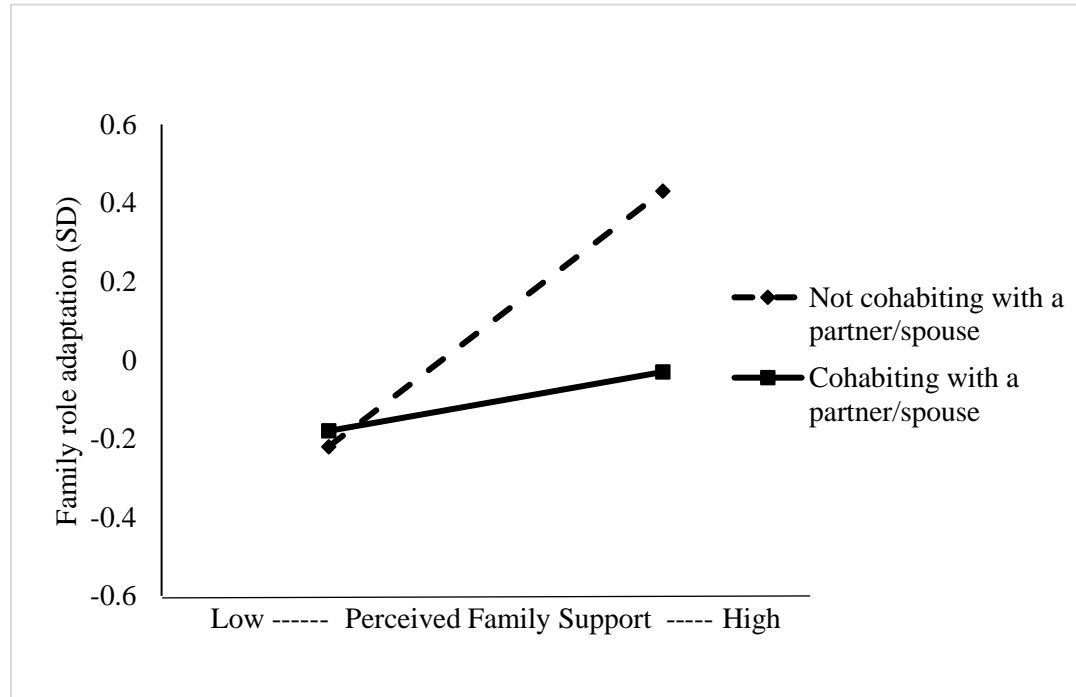 0.6
0.4
0.2
0
-0.2
-0.4
-0.6
Family role adaptation (SD)
Low ------ Perceived Family Support ----- High
Not cohabiting with a
partner/spouse
Cohabiting with a
partner/spouse